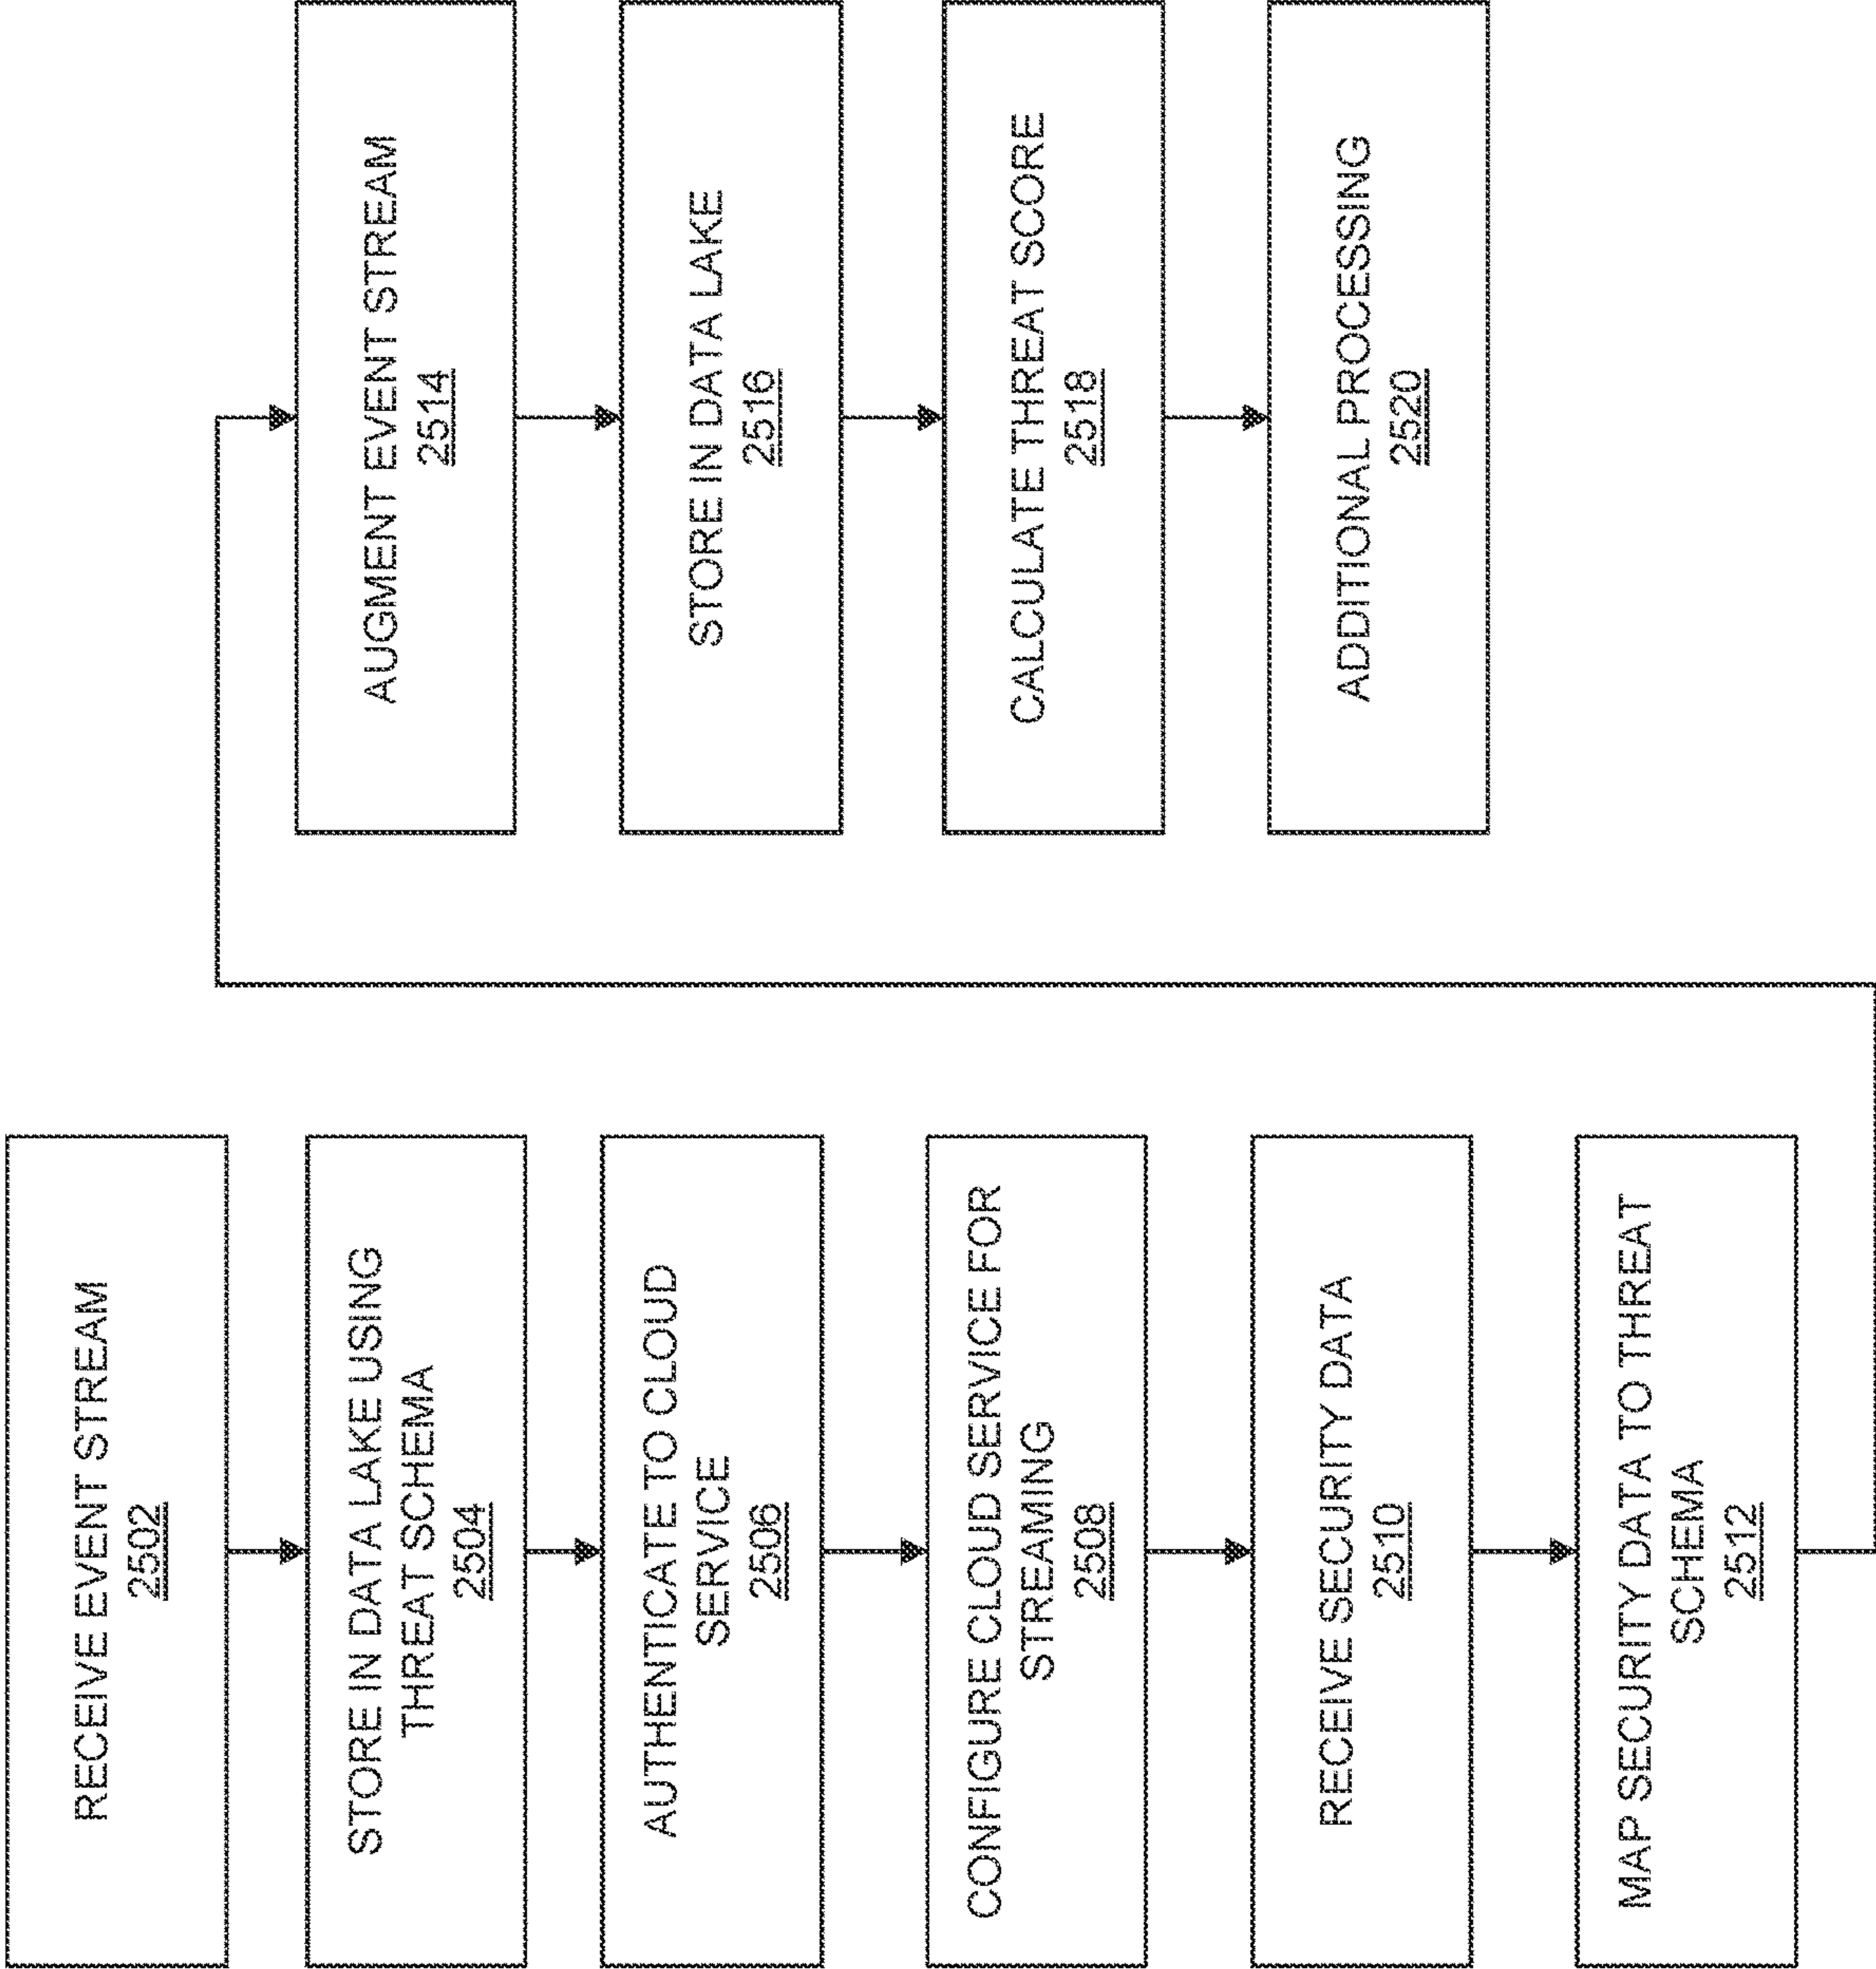 RECEIVE EVENT STREAM
2502
STORE IN DATA LAKE USING
THREAT SCHEMA
2504
AUTHENTICATE TO CLOUD
SERVICE
2506
CONFIGURE CLOUD SERVICE FOR
STREAMING
2508
RECEIVE SECURITY DATA
2510
MAP SECURITY DATA TO THREAT
SCHEMA
2512
AUGMENT EVENT STREAM
2514
STORE IN DATA LAKE
2516
CALCULATE THREAT SCORE
2518
ADDITIONAL PROCESSING
2520